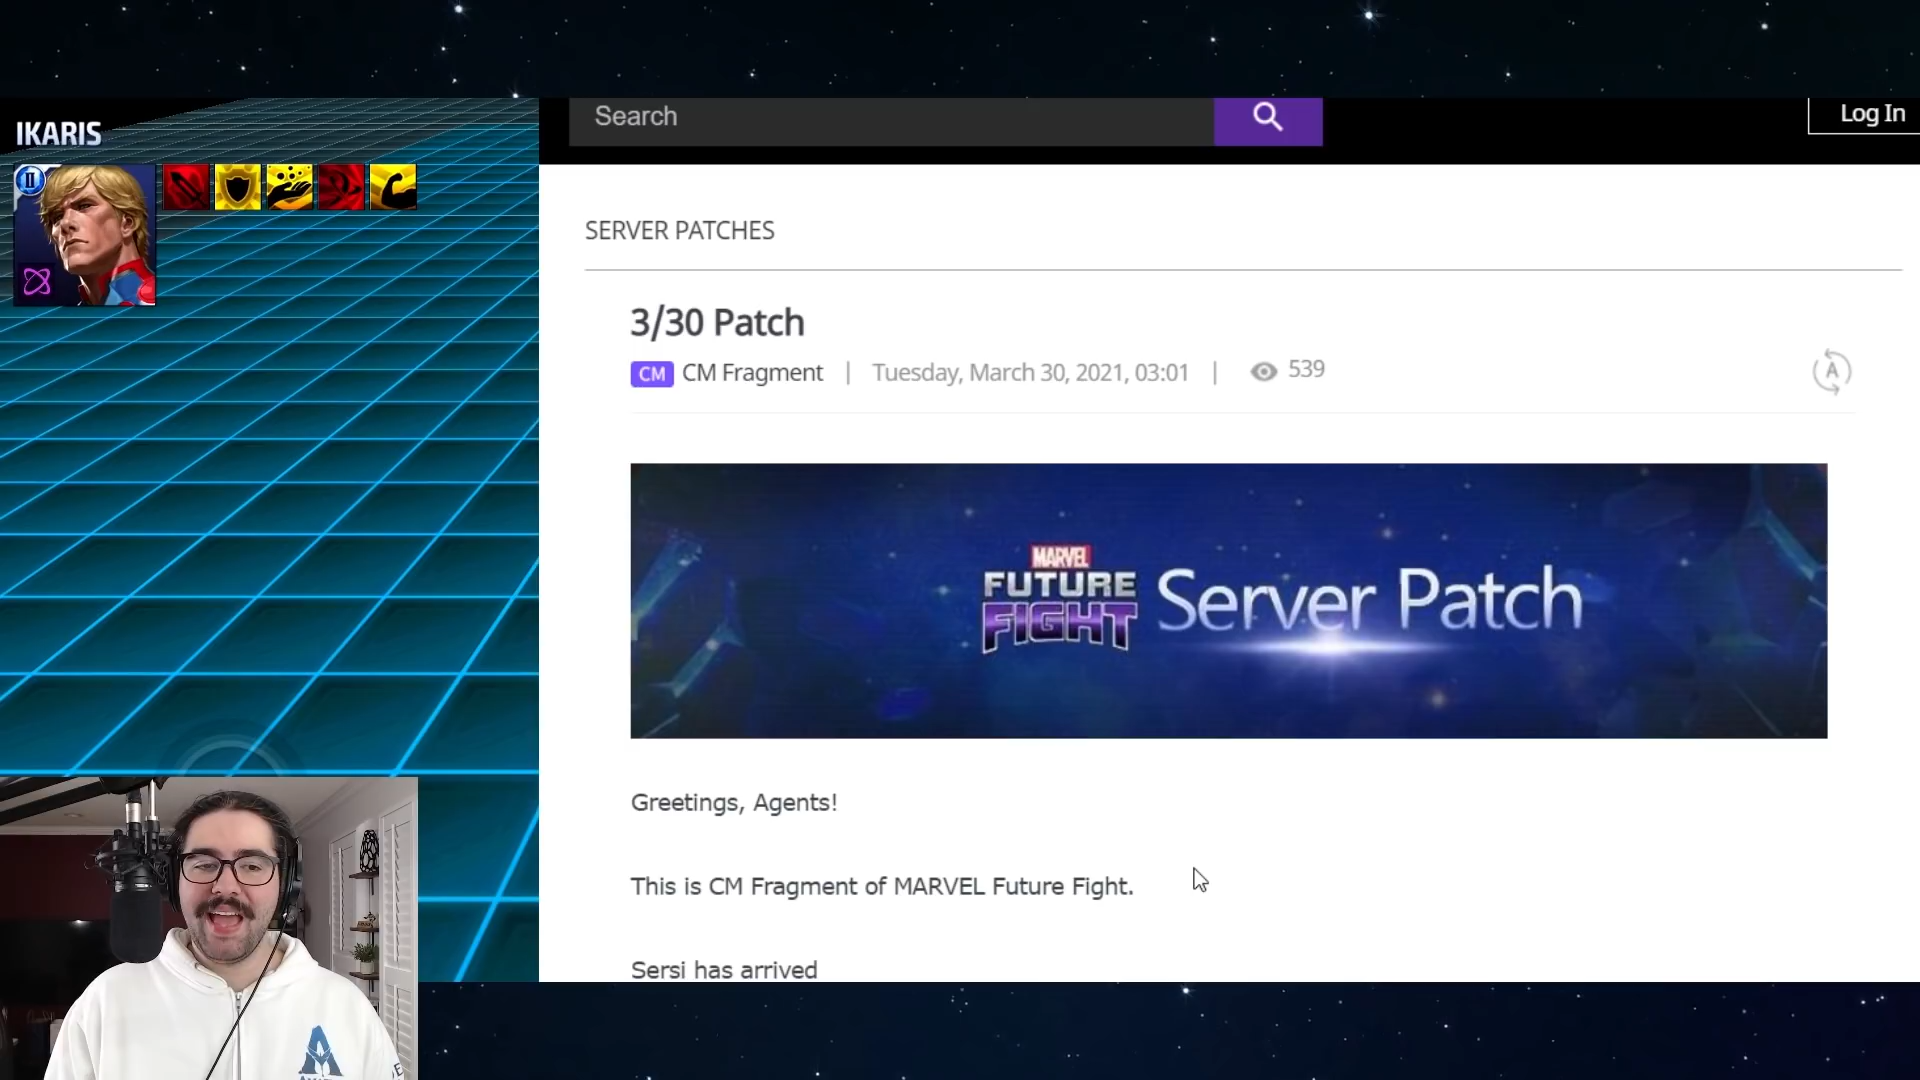 Search
Log In
IKARIS
II
SERVER PATCHES
3/30 Patch
CM CM Fragment | Tuesday, March 30, 2021, 03:01 | 539
A
MARVEL
FUTURE
FIGHT
Server Patch
Greetings, Agents!
This is CM Fragment of MARVEL Future Fight.
Sersi has arrived